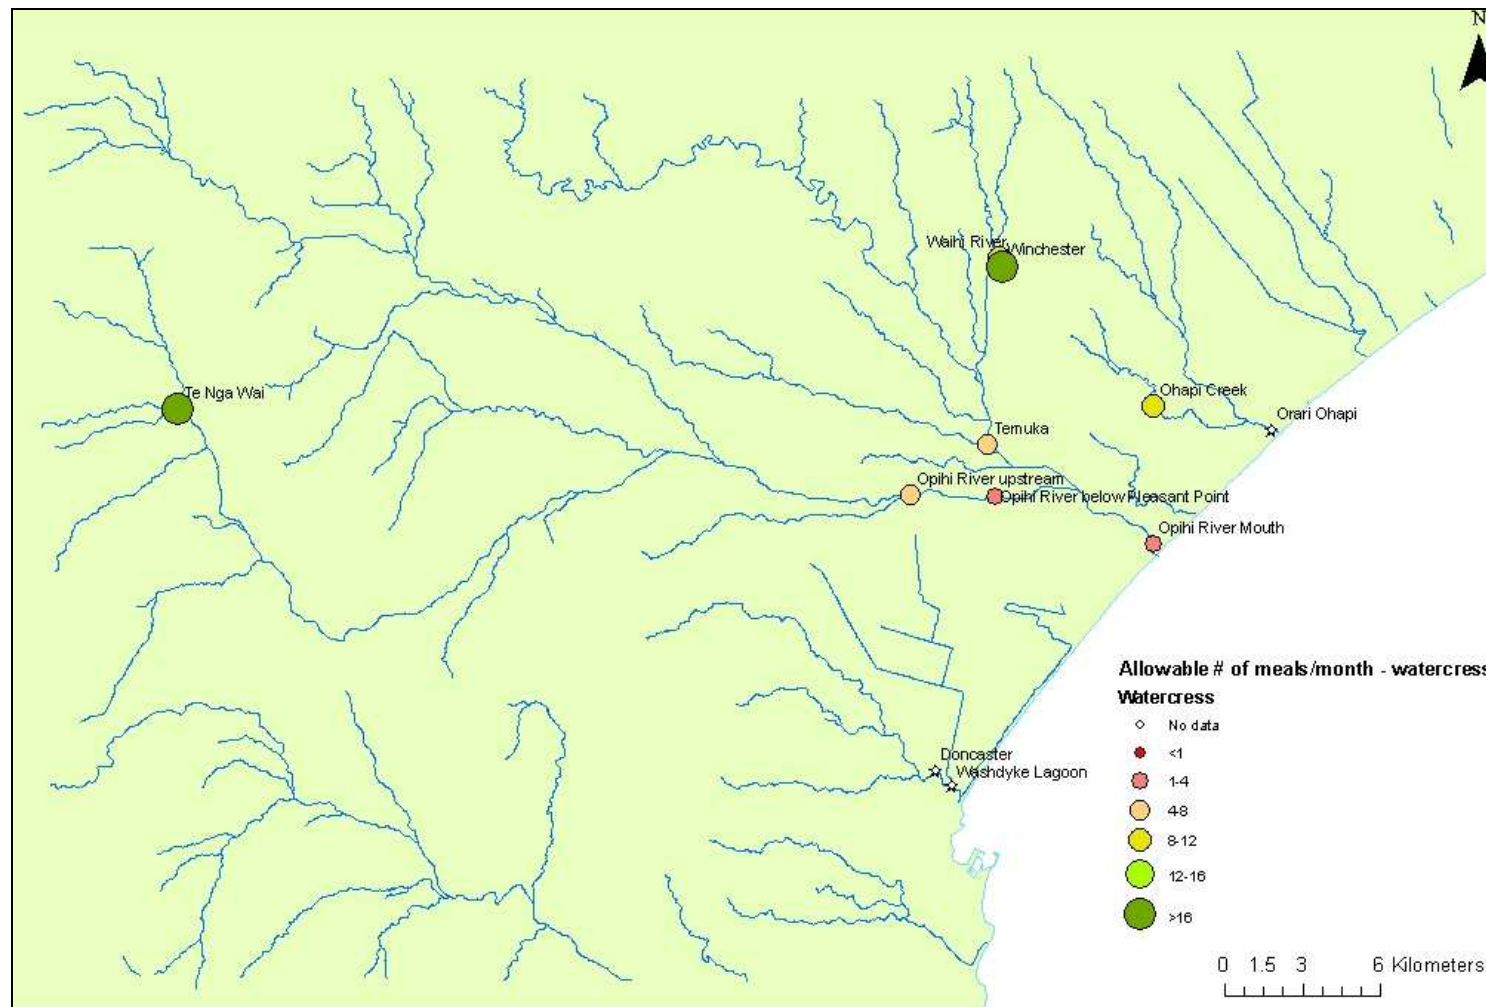 N
Waihi River
Winchester
Te Nga Wai
Ohapi Creek
Orari Ohapi
Temuka
Opihi River upstream
Opihi River below Pleasant Point
Opihi River Mouth
Allowable # of meals/month - watercress
Watercress
No data
<1
1-4
4-8
8-12
12-16
>16
Doncaster
Washdyke Lagoon
0 1.5 3 6 Kilometers